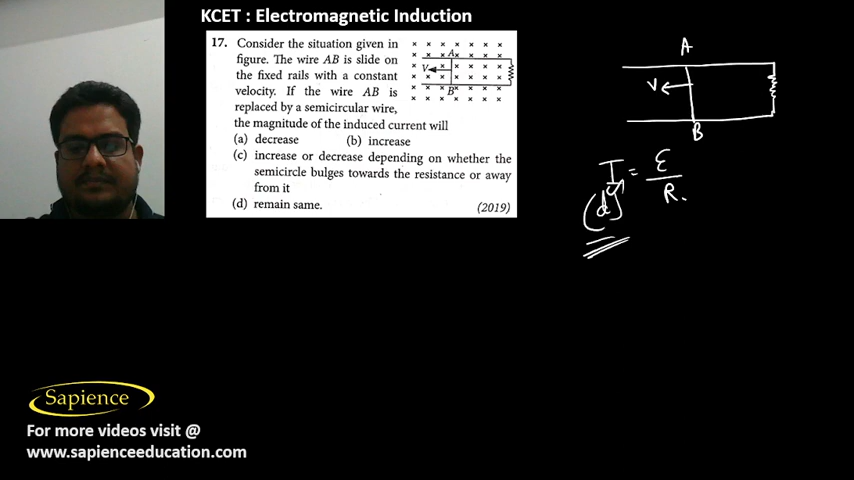 KCET : Electromagnetic Induction
17. Consider the situation given in
figure. The wire AB is slide on
the fixed rails with a constant
velocity. If the wire AB is
replaced by a semicircular wire,
the magnitude of the induced current will
(a) decrease (b) increase
(c) increase or decrease depending on whether the
semicircle bulges towards the resistance or away
from it
(d) remain same. (2019)
A
V
B
A
V
B
I = ε
R
(d)
Sapience
For more videos visit @
www.sapienceeducation.com